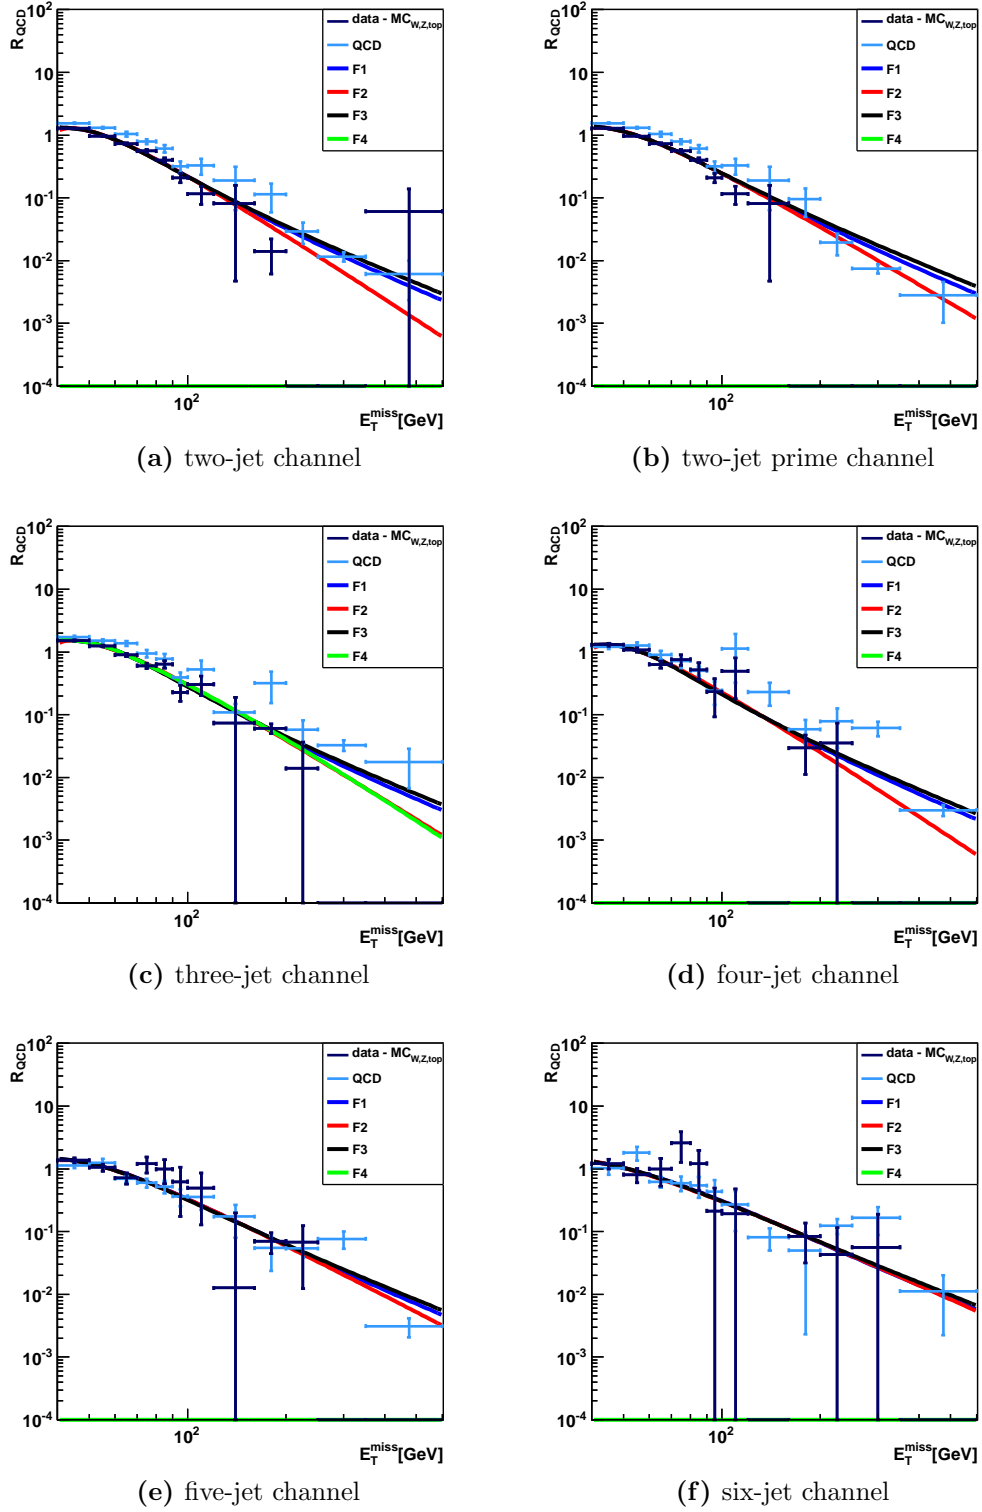 R_QCD
10^2
10
1
10^-1
10^-2
10^-3
10^-4
10^2
E_T^miss[GeV]
data - MC_W,Z,top
QCD
F1
F2
F3
F4
(a) two-jet channel
R_QCD
10^2
10
1
10^-1
10^-2
10^-3
10^-4
10^2
E_T^miss[GeV]
data - MC_W,Z,top
QCD
F1
F2
F3
F4
(b) two-jet prime channel
R_QCD
10^2
10
1
10^-1
10^-2
10^-3
10^-4
10^2
E_T^miss[GeV]
data - MC_W,Z,top
QCD
F1
F2
F3
F4
(c) three-jet channel
R_QCD
10^2
10
1
10^-1
10^-2
10^-3
10^-4
10^2
E_T^miss[GeV]
data - MC_W,Z,top
QCD
F1
F2
F3
F4
(d) four-jet channel
R_QCD
10^2
10
1
10^-1
10^-2
10^-3
10^-4
10^2
E_T^miss[GeV]
data - MC_W,Z,top
QCD
F1
F2
F3
F4
(e) five-jet channel
R_QCD
10^2
10
1
10^-1
10^-2
10^-3
10^-4
10^2
E_T^miss[GeV]
data - MC_W,Z,top
QCD
F1
F2
F3
F4
(f) six-jet channel